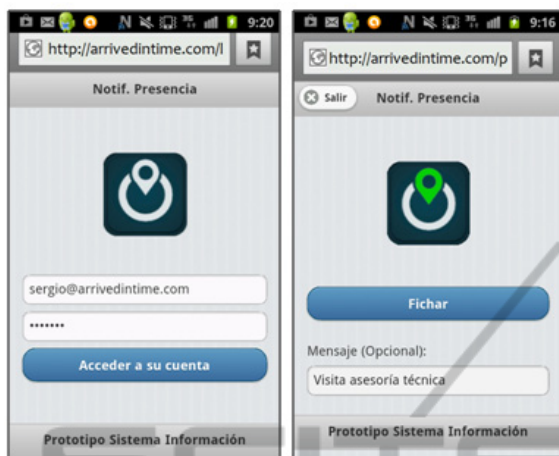 9:20
http://arrivedintime.com/l
Notif. Presencia
sergio@arrivedintime.com
•••••••
Acceder a su cuenta
Prototipo Sistema Información
3G
9:16
http://arrivedintime.com/p
Salir
Notif. Presencia
Fichar
Mensaje (Opcional):
Visita asesoría técnica
Prototipo Sistema Información